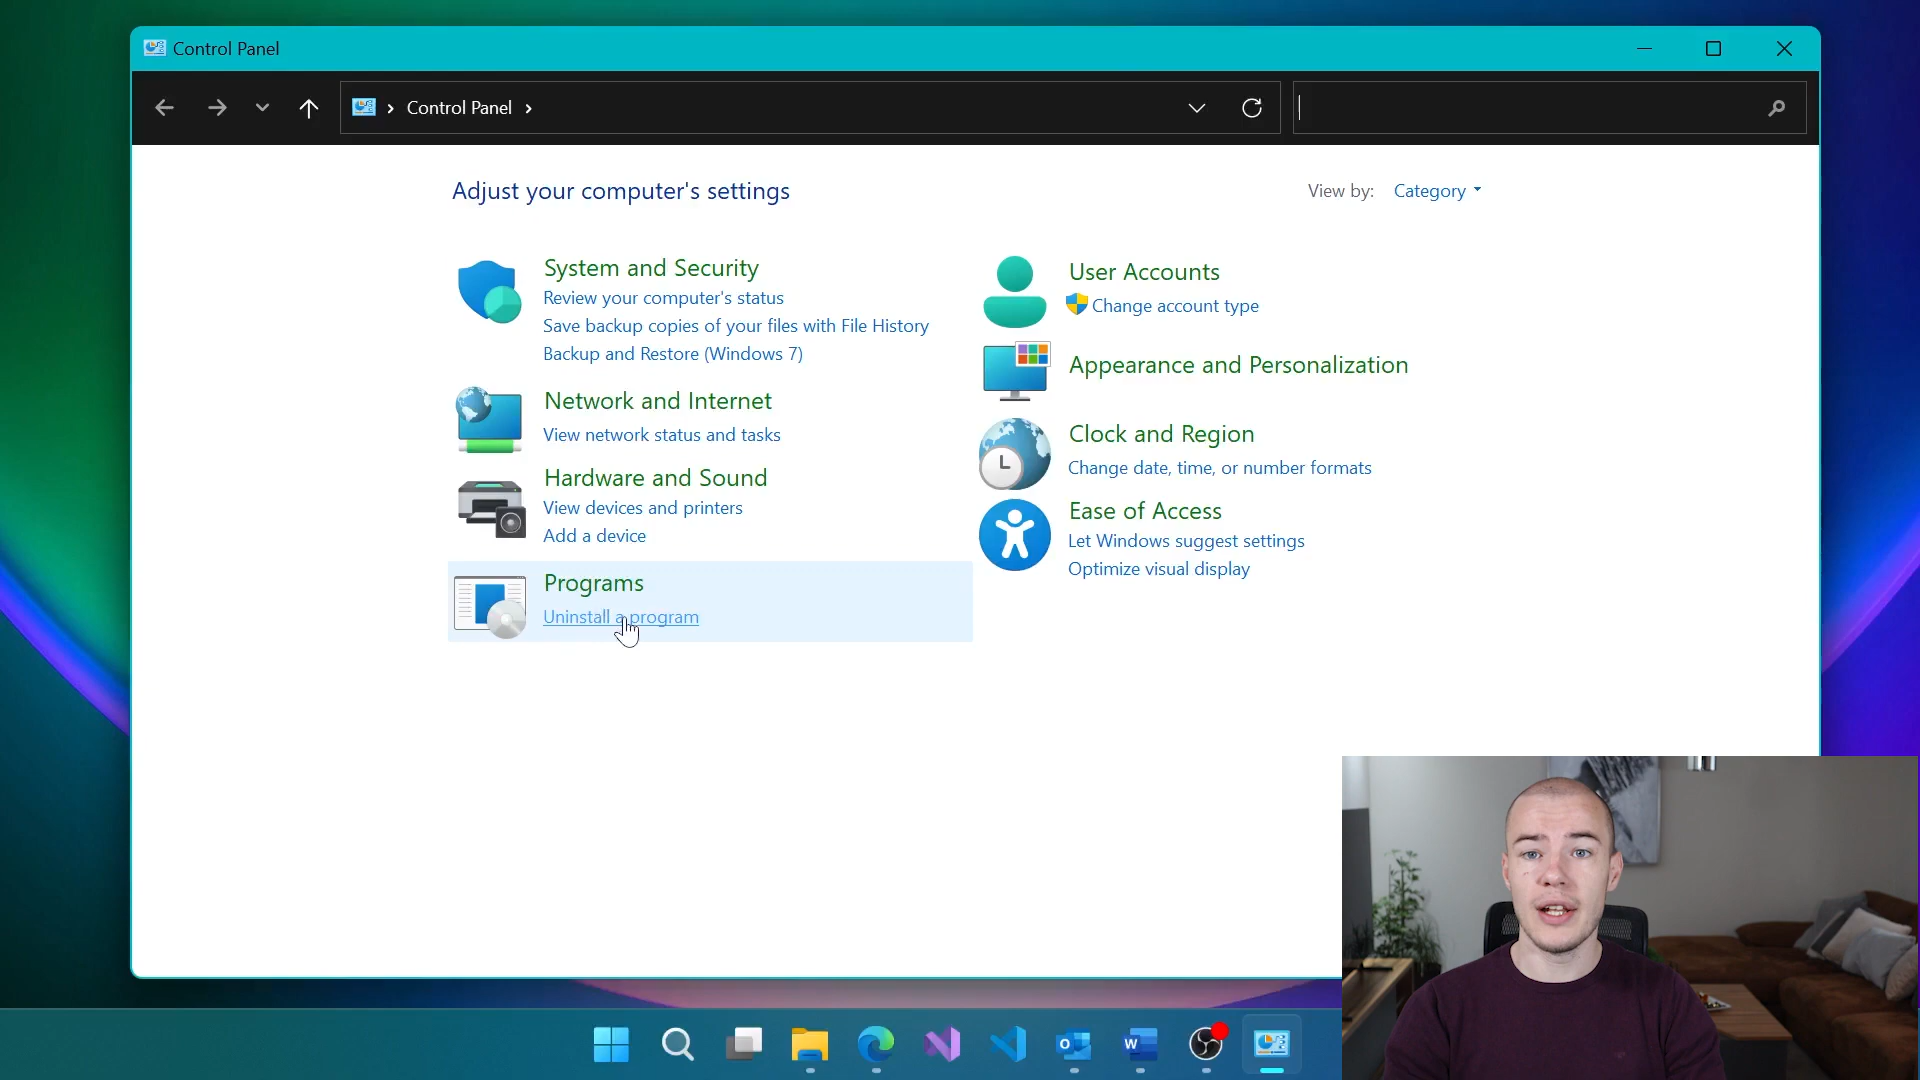 Control Panel
Control Panel
Adjust your computer's settings
View by: Category
System and Security
Review your computer's status
Save backup copies of your files with File History
Backup and Restore (Windows 7)
Network and Internet
View network status and tasks
Hardware and Sound
View devices and printers
Add a device
Programs
Uninstall a program
User Accounts
Change account type
Appearance and Personalization
Clock and Region
Change date, time, or number formats
Ease of Access
Let Windows suggest settings
Optimize visual display